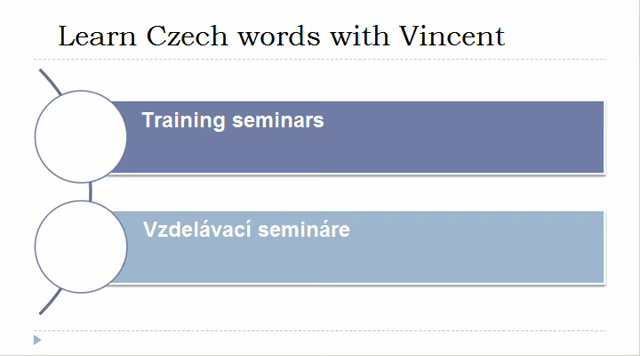 Learn Czech words with Vincent
Training seminars
Vzdelávací semináre